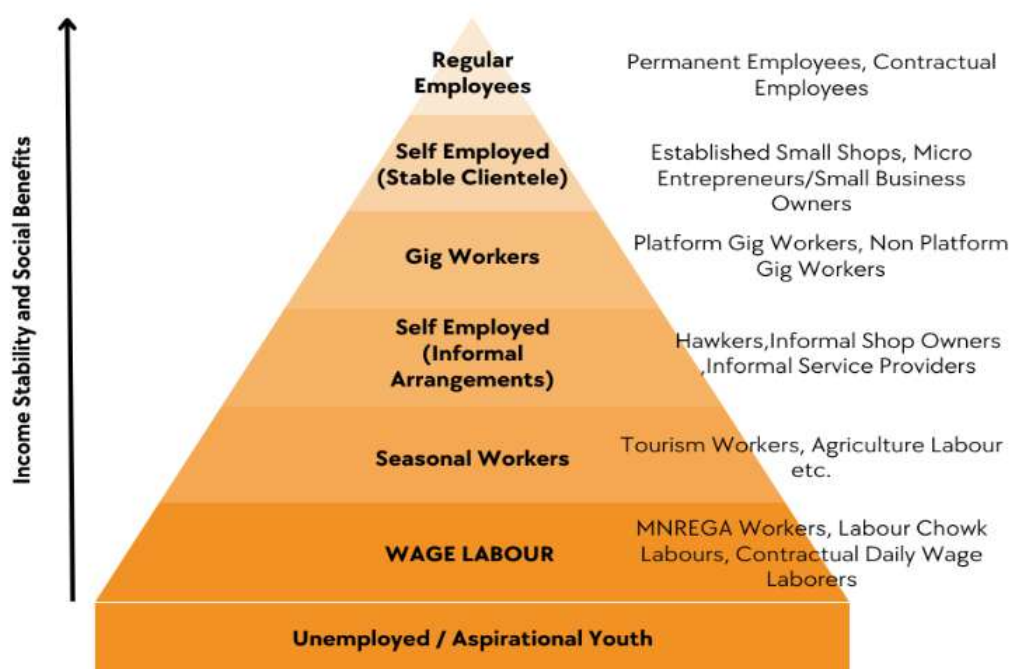 Income Stability and Social Benefits
Regular
Employees
Permanent Employees, Contractual
Employees
Self Employed
(Stable Clientele)
Established Small Shops, Micro
Entrepreneurs/Small Business
Owners
Gig Workers
Platform Gig Workers, Non Platform
Gig Workers
Self Employed
(Informal
Arrangements)
Hawkers,Informal Shop Owners
,Informal Service Providers
Seasonal Workers
Tourism Workers, Agriculture Labour
etc.
WAGE LABOUR
MNREGA Workers, Labour Chowk
Labours, Contractual Daily Wage
Laborers
Unemployed / Aspirational Youth